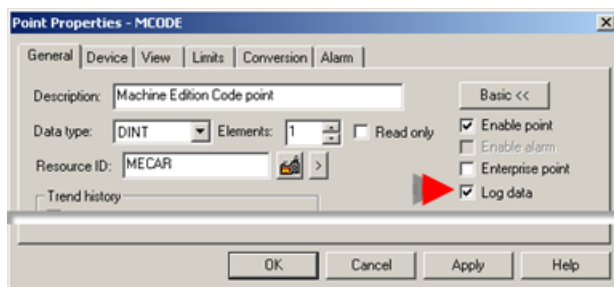 Point Properties - MCODE
General Device View Limits Conversion Alarm
Description: Machine Edition Code point
Basic <<
Data type: DINT Elements: 1 Read only
Enable point
Enable alarm
Resource ID: MECAR >
Enterprise point
Trend history
Log data
OK Cancel Apply Help